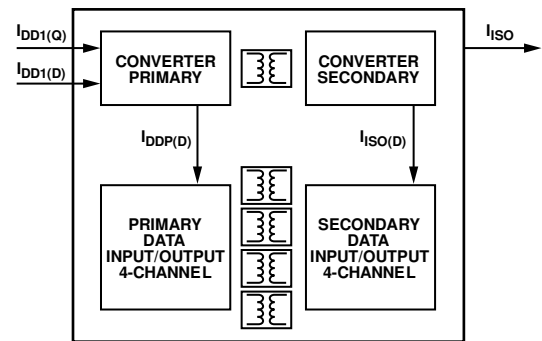 IDD1(Q)
IDD1(D)
CONVERTER
PRIMARY
CONVERTER
SECONDARY
IISO
IDDP(D)
IISO(D)
PRIMARY
DATA
INPUT/OUTPUT
4-CHANNEL
SECONDARY
DATA
INPUT/OUTPUT
4-CHANNEL